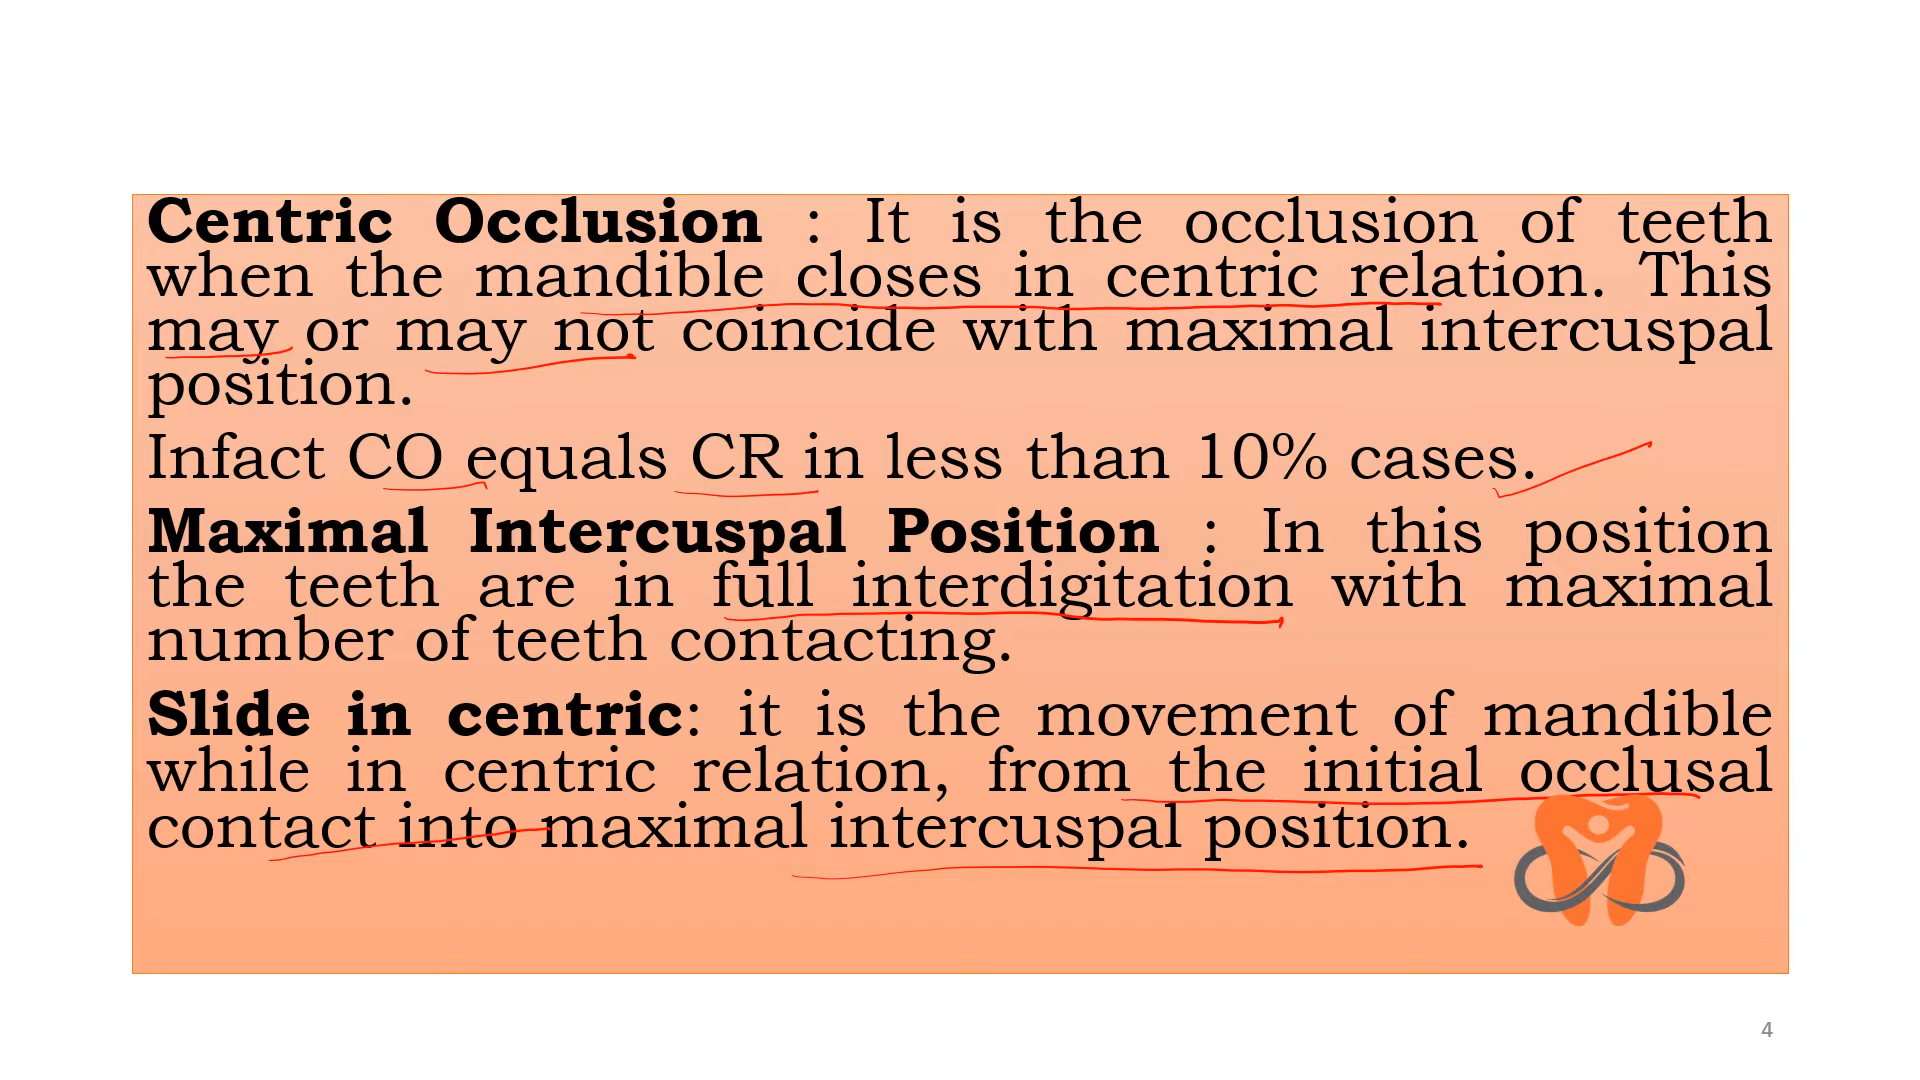 Centric Occlusion : It is the occlusion of teeth
when the mandible closes in centric relation. This
may or may not coincide with maximal intercuspal
position.
Infact CO equals CR in less than 10% cases.
Maximal Intercuspal Position : In this position
the teeth are in full interdigitation with maximal
number of teeth contacting.
Slide in centric: it is the movement of mandible
while in centric relation, from the initial occlusal
contact into maximal intercuspal position.
4